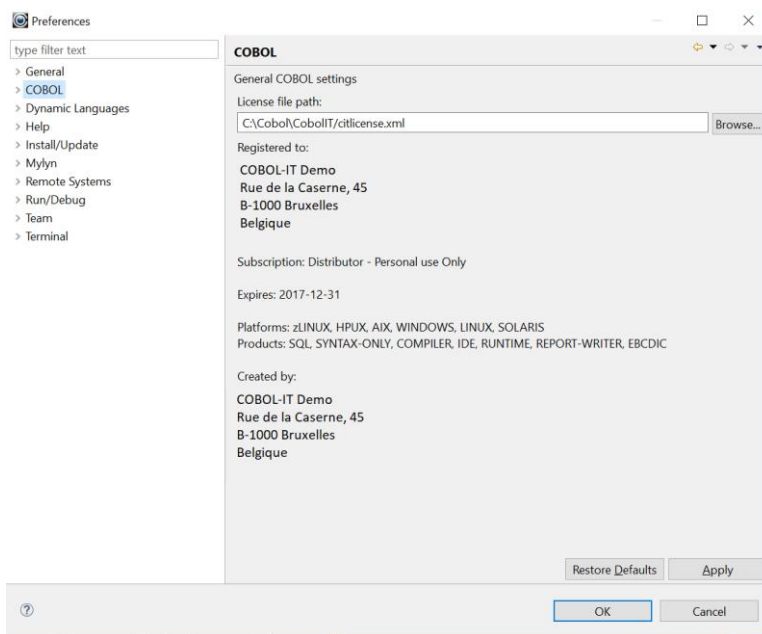 Preferences
type filter text
General
COBOL
Dynamic Languages
Help
Install/Update
Mylyn
Remote Systems
Run/Debug
Team
Terminal
COBOL
General COBOL settings
License file path:
C:\Cobol\CobolIT/citlicense.xml
Browse...
Registered to:
COBOL-IT Demo
Rue de la Caserne, 45
B-1000 Bruxelles
Belgique
Subscription: Distributor - Personal use Only
Expires: 2017-12-31
Platforms: zLINUX, HPUX, AIX, WINDOWS, LINUX, SOLARIS
Products: SQL, SYNTAX-ONLY, COMPILER, IDE, RUNTIME, REPORT-WRITER, EBCDIC
Created by:
COBOL-IT Demo
Rue de la Caserne, 45
B-1000 Bruxelles
Belgique
Restore Defaults
Apply
OK
Cancel